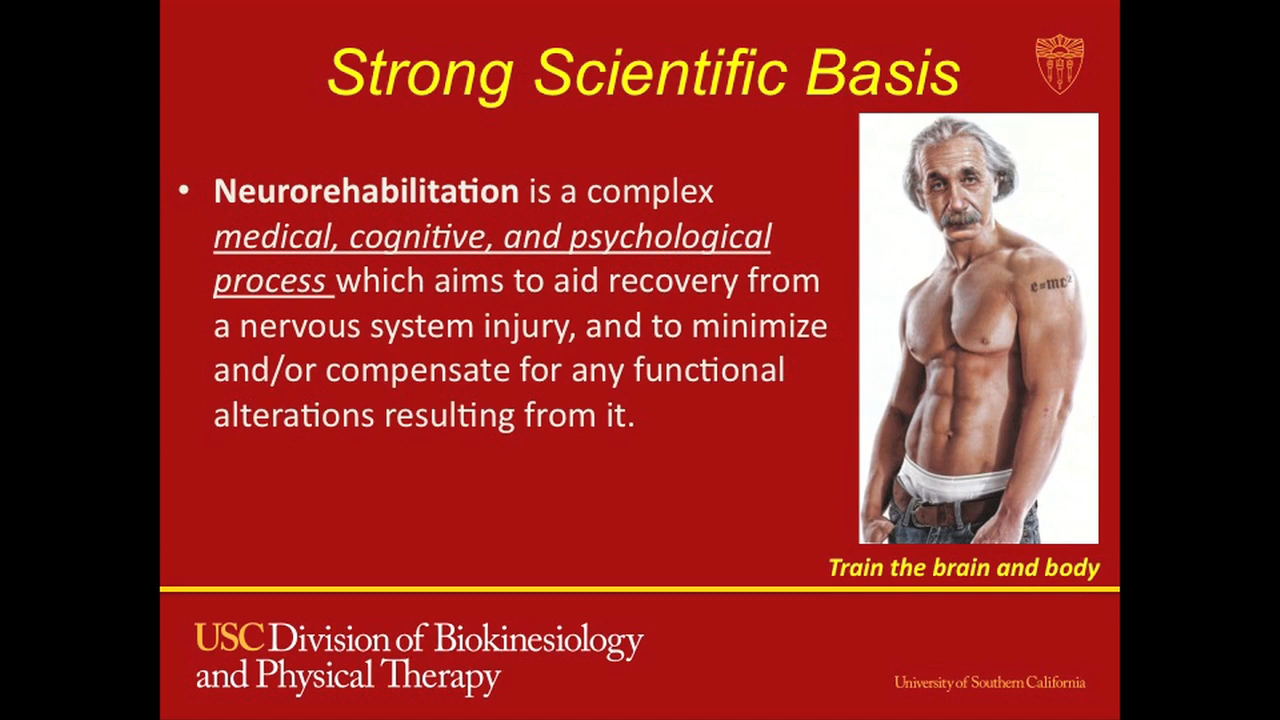 Strong Scientific Basis
• Neurorehabilitation is a complex
medical, cognitive, and psychological
process which aims to aid recovery from
a nervous system injury, and to minimize
and/or compensate for any functional
alterations resulting from it.
e=mc²
Train the brain and body
USC Division of Biokinesiology
and Physical Therapy
University of Southern California